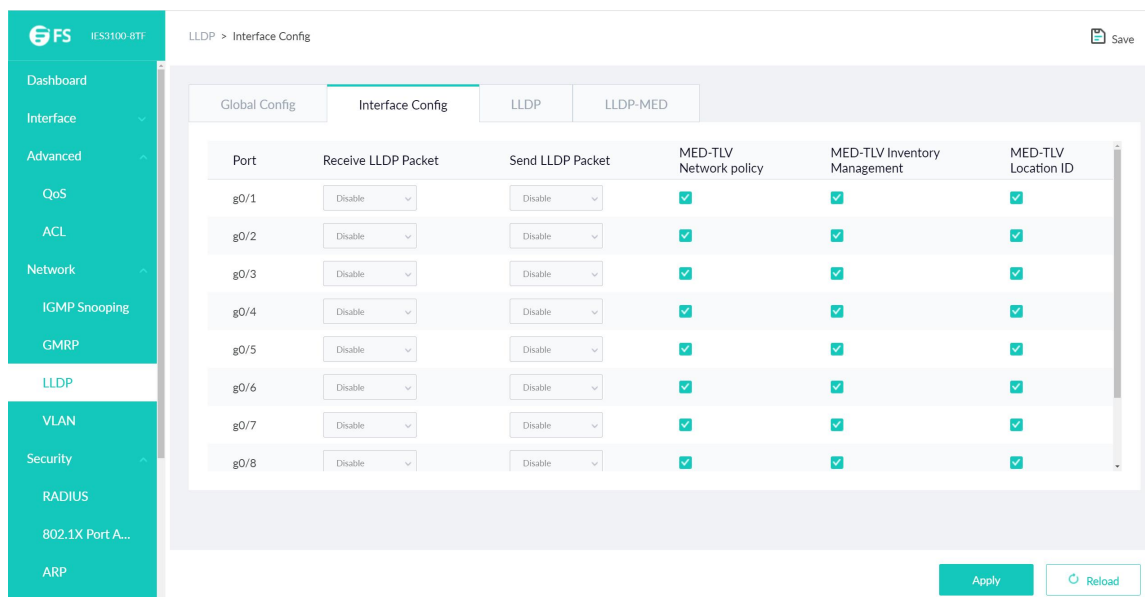 FS IES3100-8TF
LLDP > Interface Config
Save
Dashboard
Interface
Advanced
QoS
ACL
Network
IGMP Snooping
GMRP
LLDP
VLAN
Security
RADIUS
802.1X Port A...
ARP
Global Config Interface Config LLDP LLDP-MED
Port Receive LLDP Packet Send LLDP Packet MED-TLV Network policy MED-TLV Inventory Management MED-TLV Location ID
g0/1 Disable Disable
g0/2 Disable Disable
g0/3 Disable Disable
g0/4 Disable Disable
g0/5 Disable Disable
g0/6 Disable Disable
g0/7 Disable Disable
g0/8 Disable Disable
Apply Reload